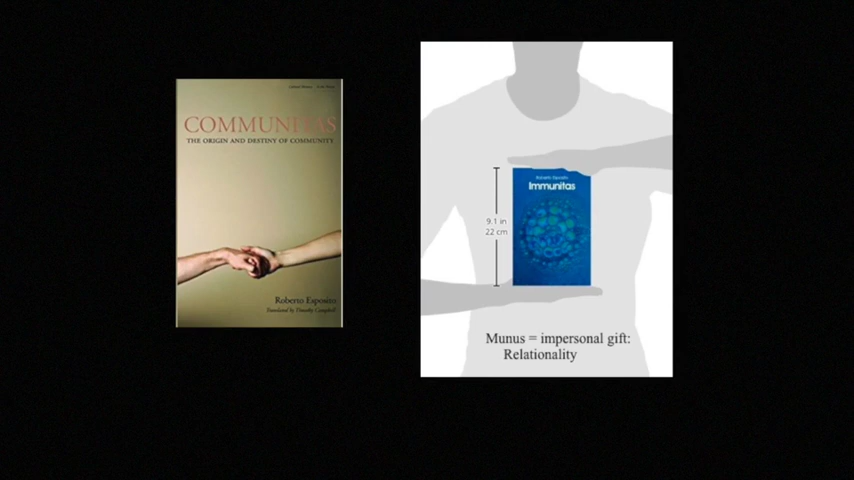 COMMUNITAS
THE ORIGIN AND DESTINY OF COMMUNITY
Roberto Esposito
Translated by Timothy Campbell
Roberto Esposito
Immunitas
9.1 in
22 cm
Munus = impersonal gift:
Relationality